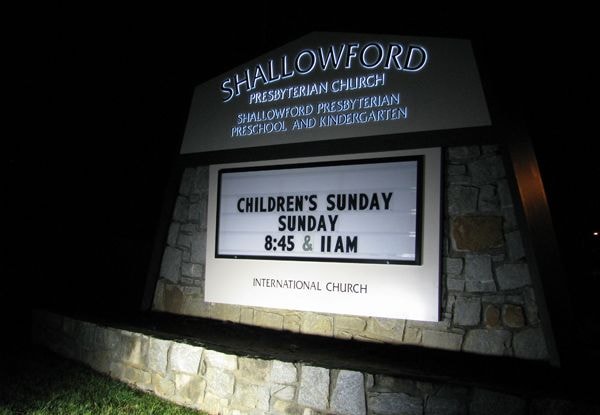 SHALLOWFORD
PRESBYTERIAN CHURCH
SHALLOWFORD PRESBYTERIAN
PRESCHOOL AND KINDERGARTEN
CHILDREN'S SUNDAY
SUNDAY
8:45 & 11AM
INTERNATIONAL CHURCH